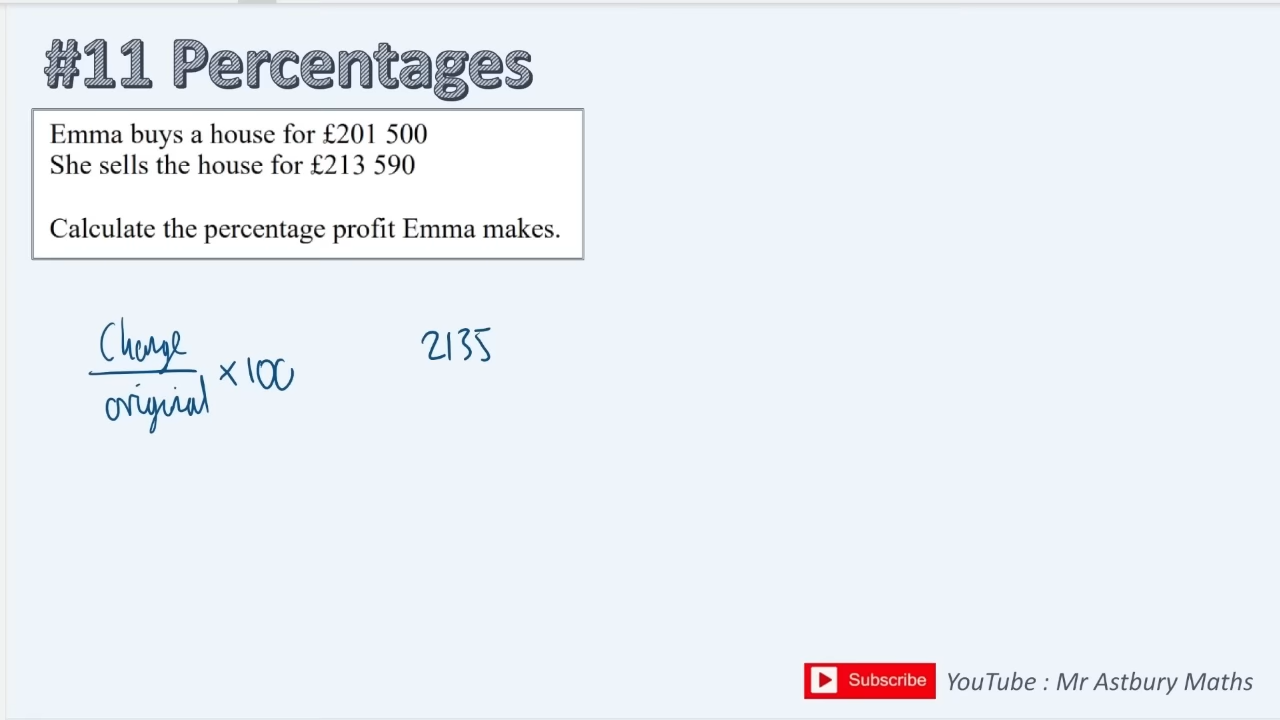 #11 Percentages
Emma buys a house for £201 500
She sells the house for £213 590
Calculate the percentage profit Emma makes.
Change
original
× 100
2135
Subscribe
YouTube : Mr Astbury Maths